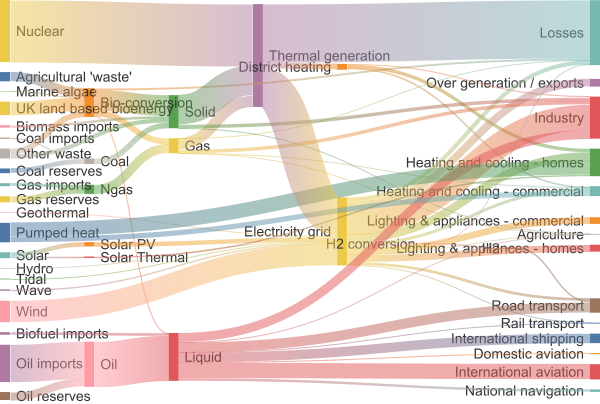 Nuclear
Agricultural 'waste'
Marine algae
UK land based bioenergy
Biomass imports
Coal imports
Other waste
Coal reserves
Gas imports
Gas reserves
Geothermal
Pumped heat
Solar
Hydro
Tidal
Wave
Wind
Biofuel imports
Oil imports
Oil reserves
Bio-conversion
Coal
Ngas
Solar PV
Solar Thermal
Oil
Solid
Gas
Liquid
Thermal generation
District heating
Electricity grid
H2 conversion
H2
Losses
Over generation / exports
Industry
Heating and cooling - homes
Heating and cooling - commercial
Lighting & appliances - commercial
Agriculture
Lighting & appliances - homes
Road transport
Rail transport
International shipping
Domestic aviation
International aviation
National navigation